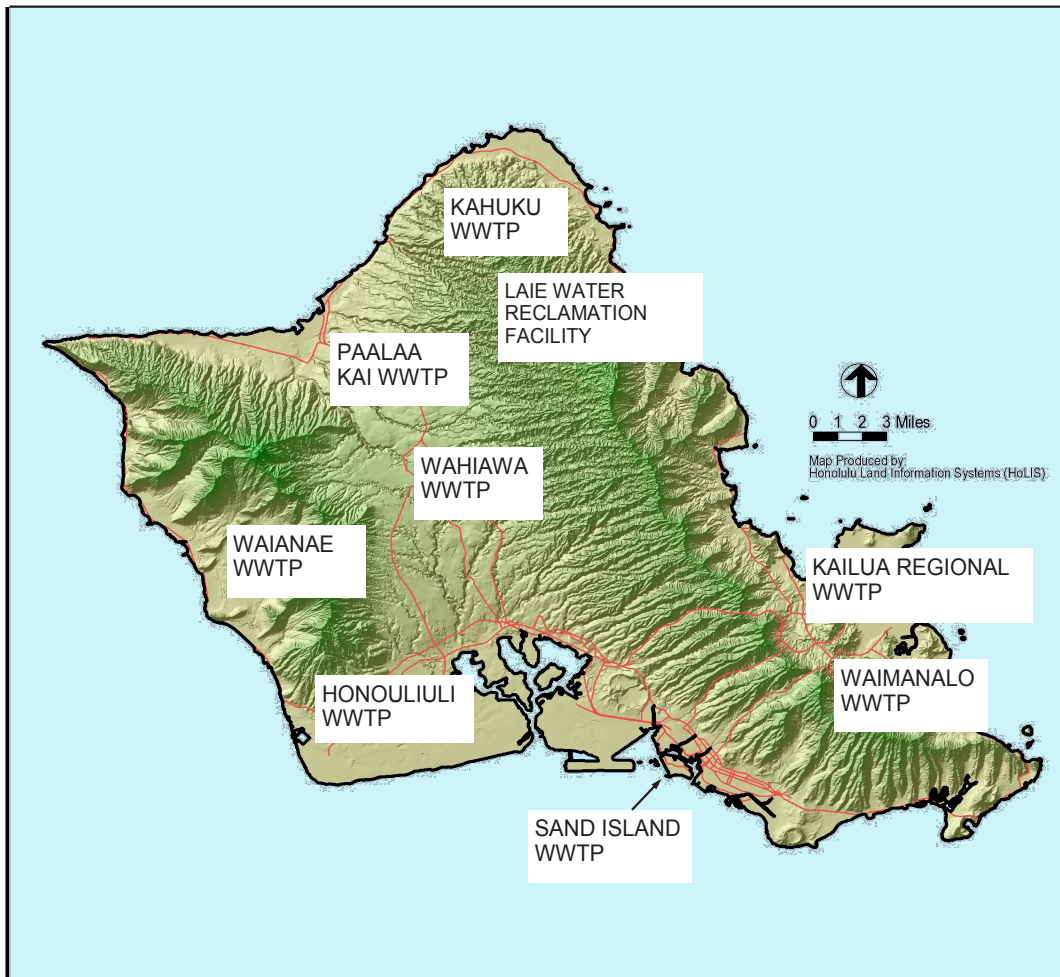 KAHUKU
WWTP
LAIE WATER
RECLAMATION
FACILITY
PAALAA
KAI WWTP
0 1 2 3 Miles
Map Produced by
Honolulu Land Information Systems (HoLIS)
WAHIAWA
WWTP
WAIANAE
WWTP
KAILUA REGIONAL
WWTP
HONOULIULI
WWTP
WAIMANALO
WWTP
SAND ISLAND
WWTP